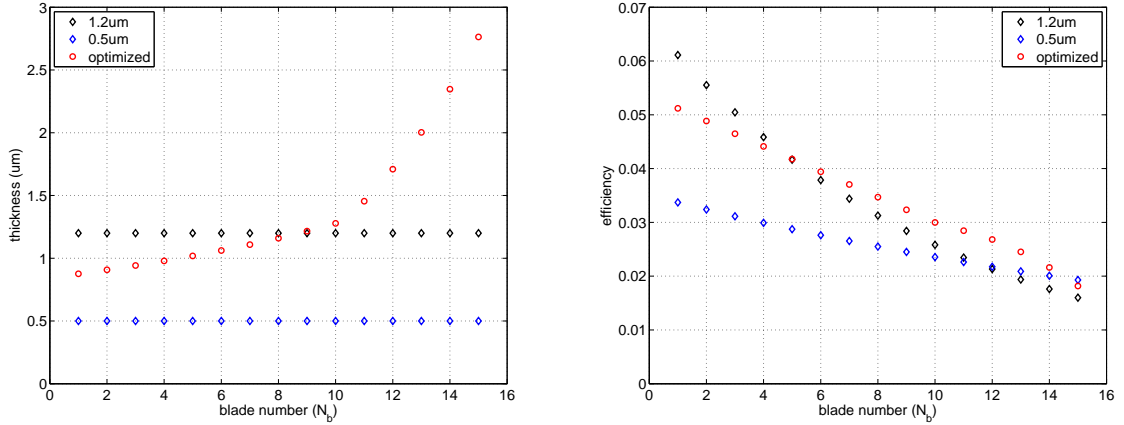 3
2.5
2
1.5
1
0.5
0
thickness (um)
1.2um
0.5um
optimized
0 2 4 6 8 10 12 14 16
blade number (N_b)
0.07
0.06
0.05
0.04
0.03
0.02
0.01
0
efficiency
1.2um
0.5um
optimized
0 2 4 6 8 10 12 14 16
blade number (N_b)